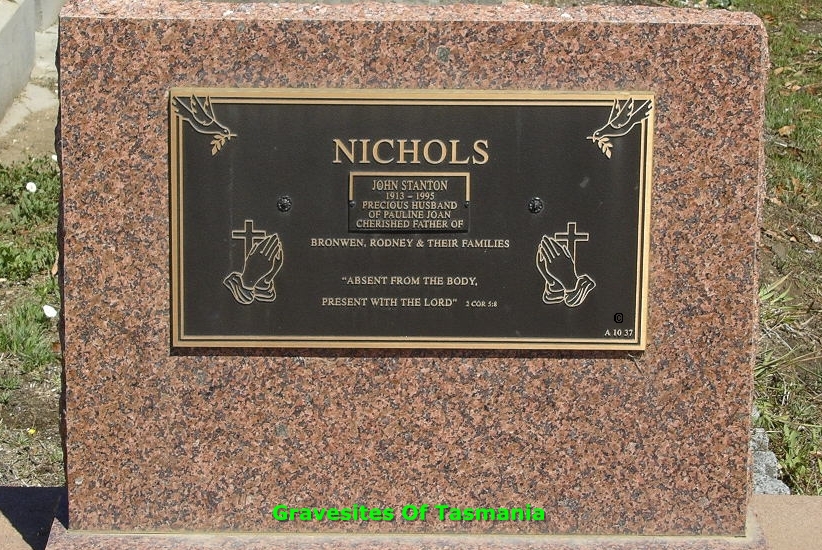 NICHOLS
JOHN STANTON
1913 – 1995
PRECIOUS HUSBAND
OF PAULINE JOAN
CHERISHED FATHER OF
BRONWEN, RODNEY & THEIR FAMILIES
“ABSENT FROM THE BODY,
PRESENT WITH THE LORD” 2 COR 5:8
©
A 10 37
Gravesites Of Tasmania